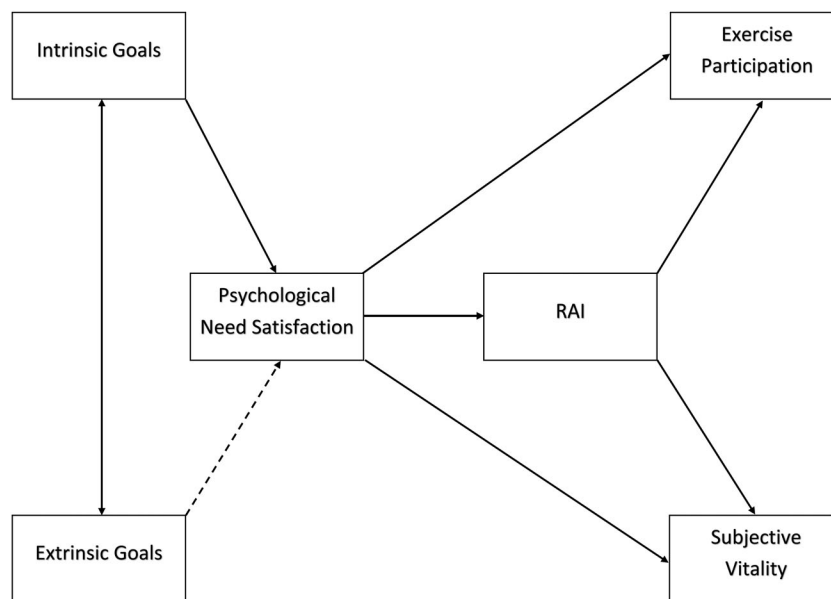 Intrinsic Goals
Exercise
Participation
Psychological
Need Satisfaction
RAI
Extrinsic Goals
Subjective
Vitality